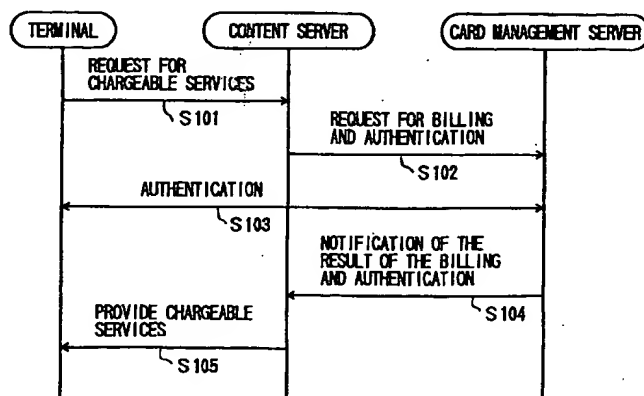 TERMINAL
CONTENT SERVER
CARD MANAGEMENT SERVER
REQUEST FOR
CHARGEABLE SERVICES
S101
REQUEST FOR BILLING
AND AUTHENTICATION
S102
AUTHENTICATION
S103
NOTIFICATION OF THE
RESULT OF THE BILLING
AND AUTHENTICATION
S104
PROVIDE CHARGEABLE
SERVICES
S105